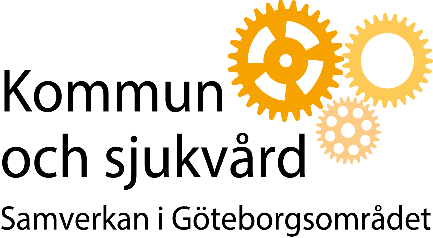 Kommun
och sjukvård
Samverkan i Göteborgsområdet